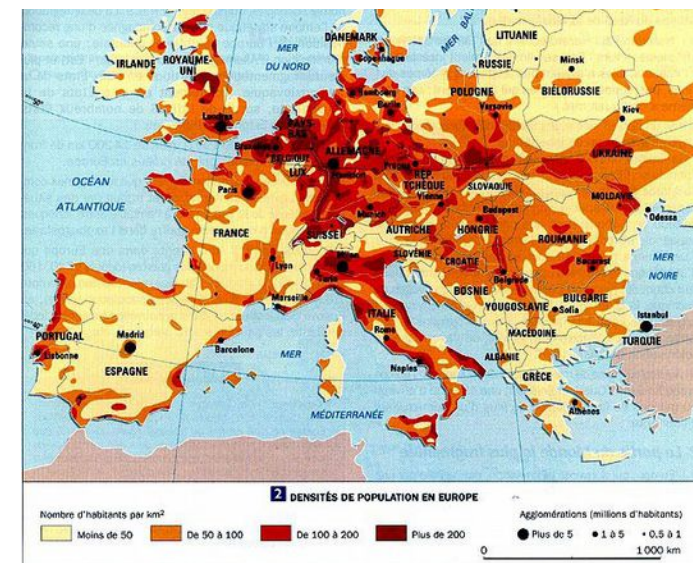 DANEMARK
LITUANIE
MER
DU NORD
MER BAL
Copenhague
RUSSIE
Minsk
IRLANDE
ROYAUME-
UNI
BIÉLORUSSIE
Hambourg
POLOGNE
Berlin
Varsovie
Kiev
Londres
PAYS-
BAS
ALLEMAGNE
UKRAINE
Bruxelles
BELGIQUE
LUX
Prague
RÉP.
TCHÈQUE
OCÉAN
ATLANTIQUE
Paris
Munich
Vienne
SLOVAQUIE
MOLDAVIE
Budapest
Odessa
FRANCE
SUISSE
AUTRICHE
HONGRIE
ROUMANIE
SLOVÉNIE
Milan
CROATIE
Lyon
Turin
Belgrade
Bucarest
MER
NOIRE
BOSNIE
Marseille
BULGARIE
YOUGOSLAVIE
Sofia
ITALIE
Istanbul
PORTUGAL
Madrid
Rome
MACÉDOINE
TURQUIE
Lisbonne
Barcelone
MER
Naples
ALBANIE
ESPAGNE
GRÈCE
MÉDITERRANÉE
Athènes
2 DENSITÉS DE POPULATION EN EUROPE
Nombre d'habitants par km²
Agglomérations (millions d'habitants)
Moins de 50
De 50 à 100
De 100 à 200
Plus de 200
Plus de 5
1 à 5
0,5 à 1
0
1 000 km